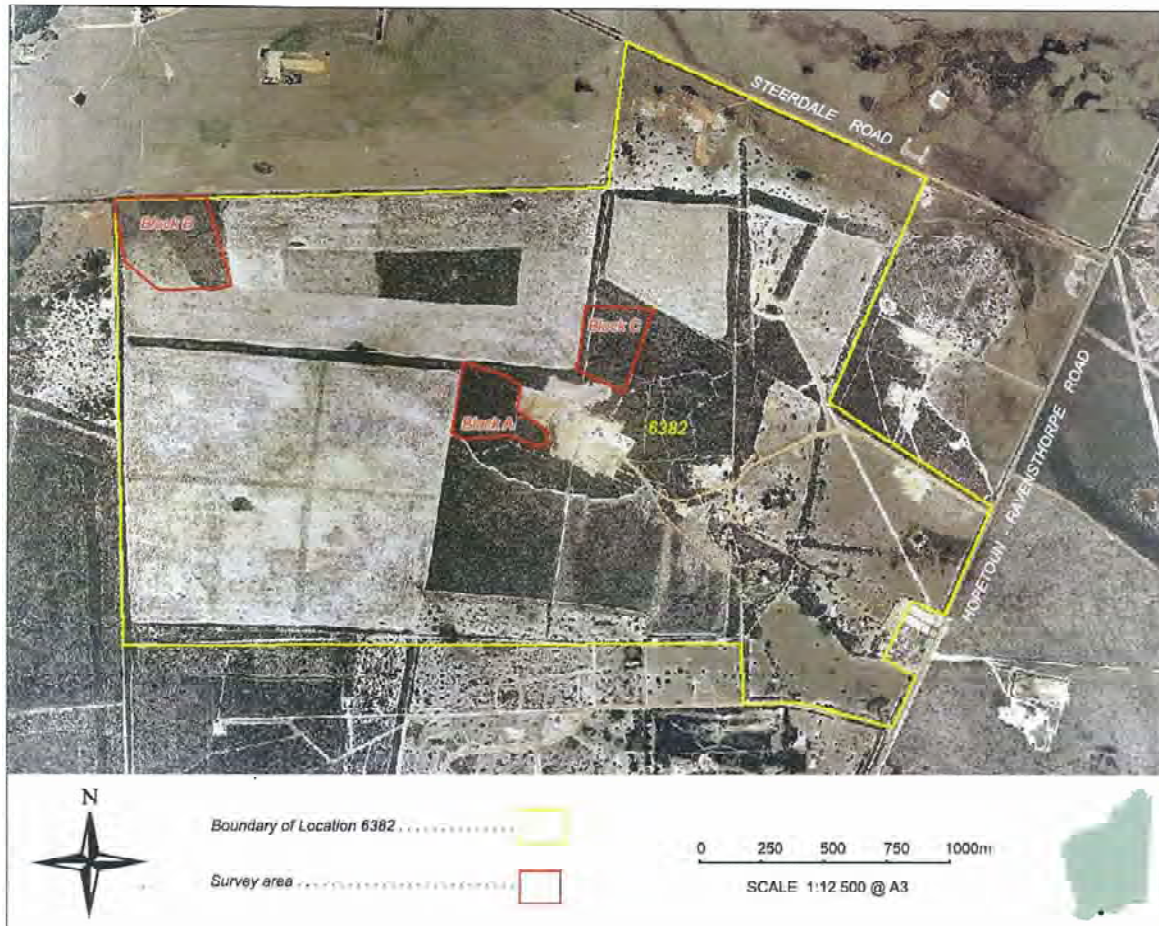 STEERDALE ROAD
Block B
Block C
Block A
6382
HOPETOUN - RAVENSTHORPE ROAD
N
Boundary of Location 6382 . . . . . . . . . . . . . .
Survey area . . . . . . . . . . . . . . . . . . . . . . . . . .
0 250 500 750 1000m
SCALE 1:12 500 @ A3